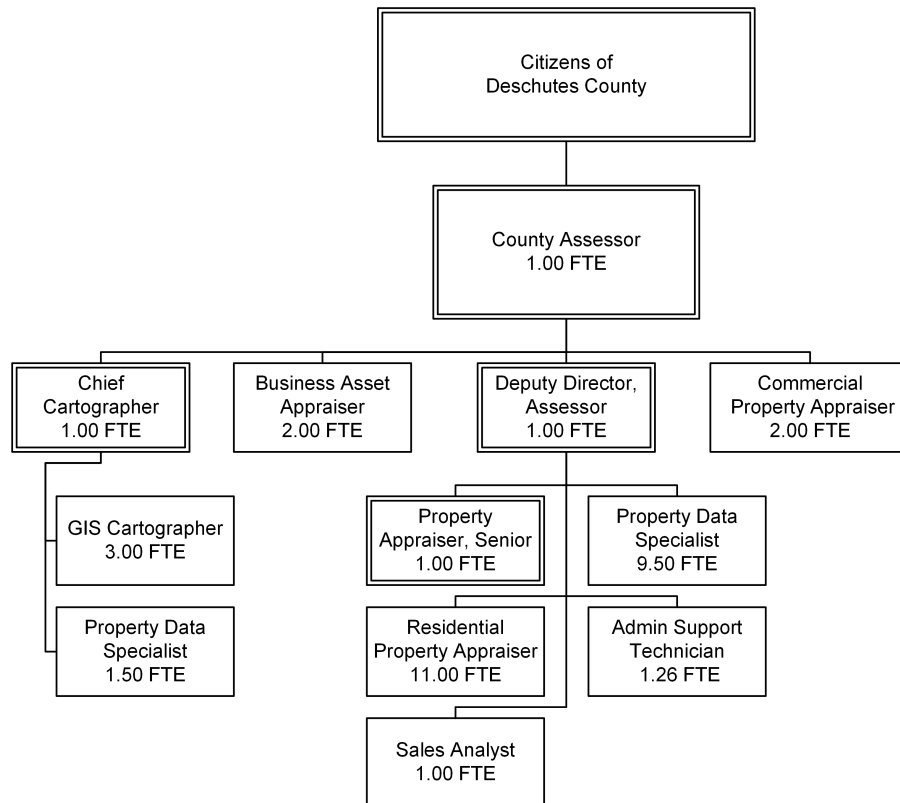 Citizens of
Deschutes County
County Assessor
1.00 FTE
Chief
Cartographer
1.00 FTE
Business Asset
Appraiser
2.00 FTE
Deputy Director,
Assessor
1.00 FTE
Commercial
Property Appraiser
2.00 FTE
GIS Cartographer
3.00 FTE
Property Data
Specialist
1.50 FTE
Property
Appraiser, Senior
1.00 FTE
Property Data
Specialist
9.50 FTE
Residential
Property Appraiser
11.00 FTE
Admin Support
Technician
1.26 FTE
Sales Analyst
1.00 FTE